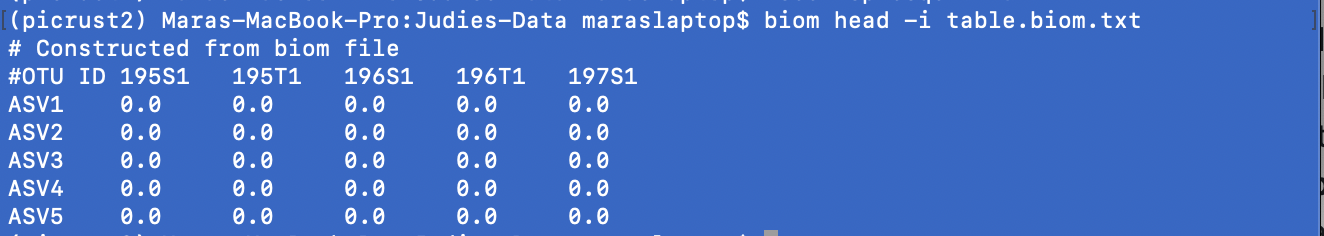 (picrust2) Maras-MacBook-Pro:Judies-Data maraslaptop$ biom head -i table.biom.txt
# Constructed from biom file
#OTU ID 195S1 195T1 196S1 196T1 197S1
ASV1 0.0 0.0 0.0 0.0 0.0
ASV2 0.0 0.0 0.0 0.0 0.0
ASV3 0.0 0.0 0.0 0.0 0.0
ASV4 0.0 0.0 0.0 0.0 0.0
ASV5 0.0 0.0 0.0 0.0 0.0